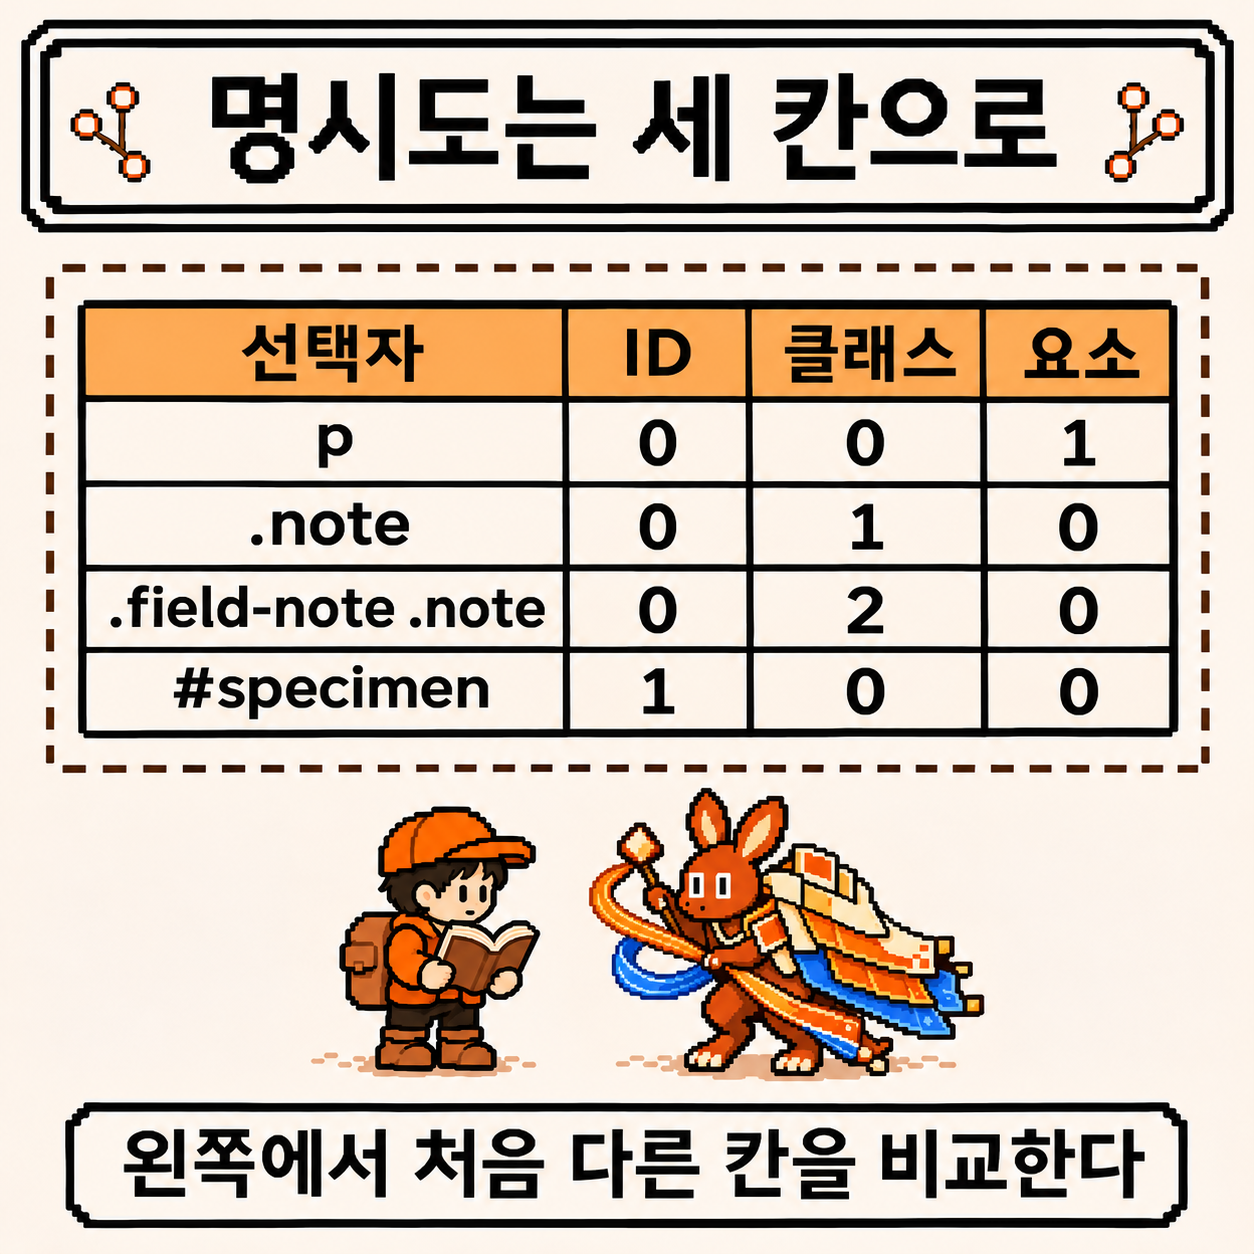 명시도는 세 칸으로
선택자 ID 클래스 요소
p 0 0 1
.note 0 1 0
.field-note .note 0 2 0
#specimen 1 0 0
왼쪽에서 처음 다른 칸을 비교한다